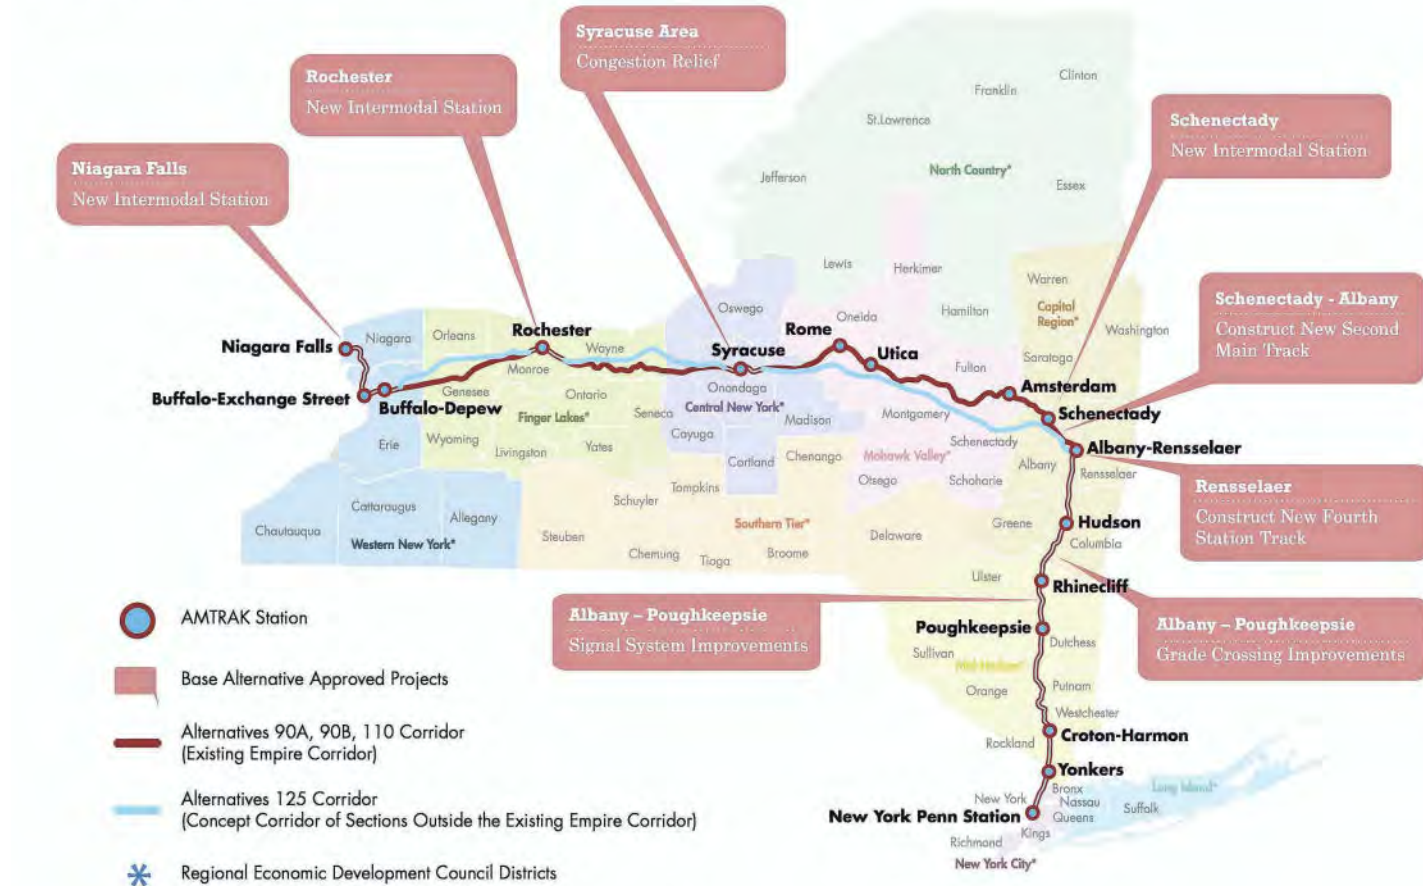 Syracuse Area
Congestion Relief
Rochester
New Intermodal Station
Niagara Falls
New Intermodal Station
Schenectady
New Intermodal Station
Schenectady - Albany
Construct New Second
Main Track
Rensselaer
Construct New Fourth
Station Track
Albany – Poughkeepsie
Signal System Improvements
Albany – Poughkeepsie
Grade Crossing Improvements
Clinton
Franklin
St.Lawrence
North Country*
Jefferson
Essex
Lewis
Herkimer
Warren
Hamilton
Capital
Region*
Washington
Oswego
Oneida
Saratoga
Fulton
Niagara
Orleans
Rochester
Wayne
Monroe
Syracuse
Rome
Utica
Niagara Falls
Buffalo-Exchange Street
Buffalo-Depew
Genesee
Ontario
Onondaga
Amsterdam
Schenectady
Albany-Rensselaer
Finger Lakes*
Seneca
Central New York*
Madison
Montgomery
Erie
Wyoming
Livingston
Yates
Cayuga
Cortland
Chenango
Mohawk Valley*
Schenectady
Albany
Rensselaer
Otsego
Schoharie
Tompkins
Schuyler
Cattaraugus
Allegany
Chautauqua
Western New York*
Steuben
Chemung
Tioga
Southern Tier*
Broome
Delaware
Greene
Hudson
Columbia
Ulster
Rhinecliff
Poughkeepsie
Dutchess
Sullivan
Mid-Hudson*
Orange
Putnam
Westchester
Rockland
Croton-Harmon
Yonkers
Bronx
New York
Nassau
Queens
Suffolk
Long Island*
New York Penn Station
Kings
Richmond
New York City*
AMTRAK Station
Base Alternative Approved Projects
Alternatives 90A, 90B, 110 Corridor
(Existing Empire Corridor)
Alternatives 125 Corridor
(Concept Corridor of Sections Outside the Existing Empire Corridor)
Regional Economic Development Council Districts